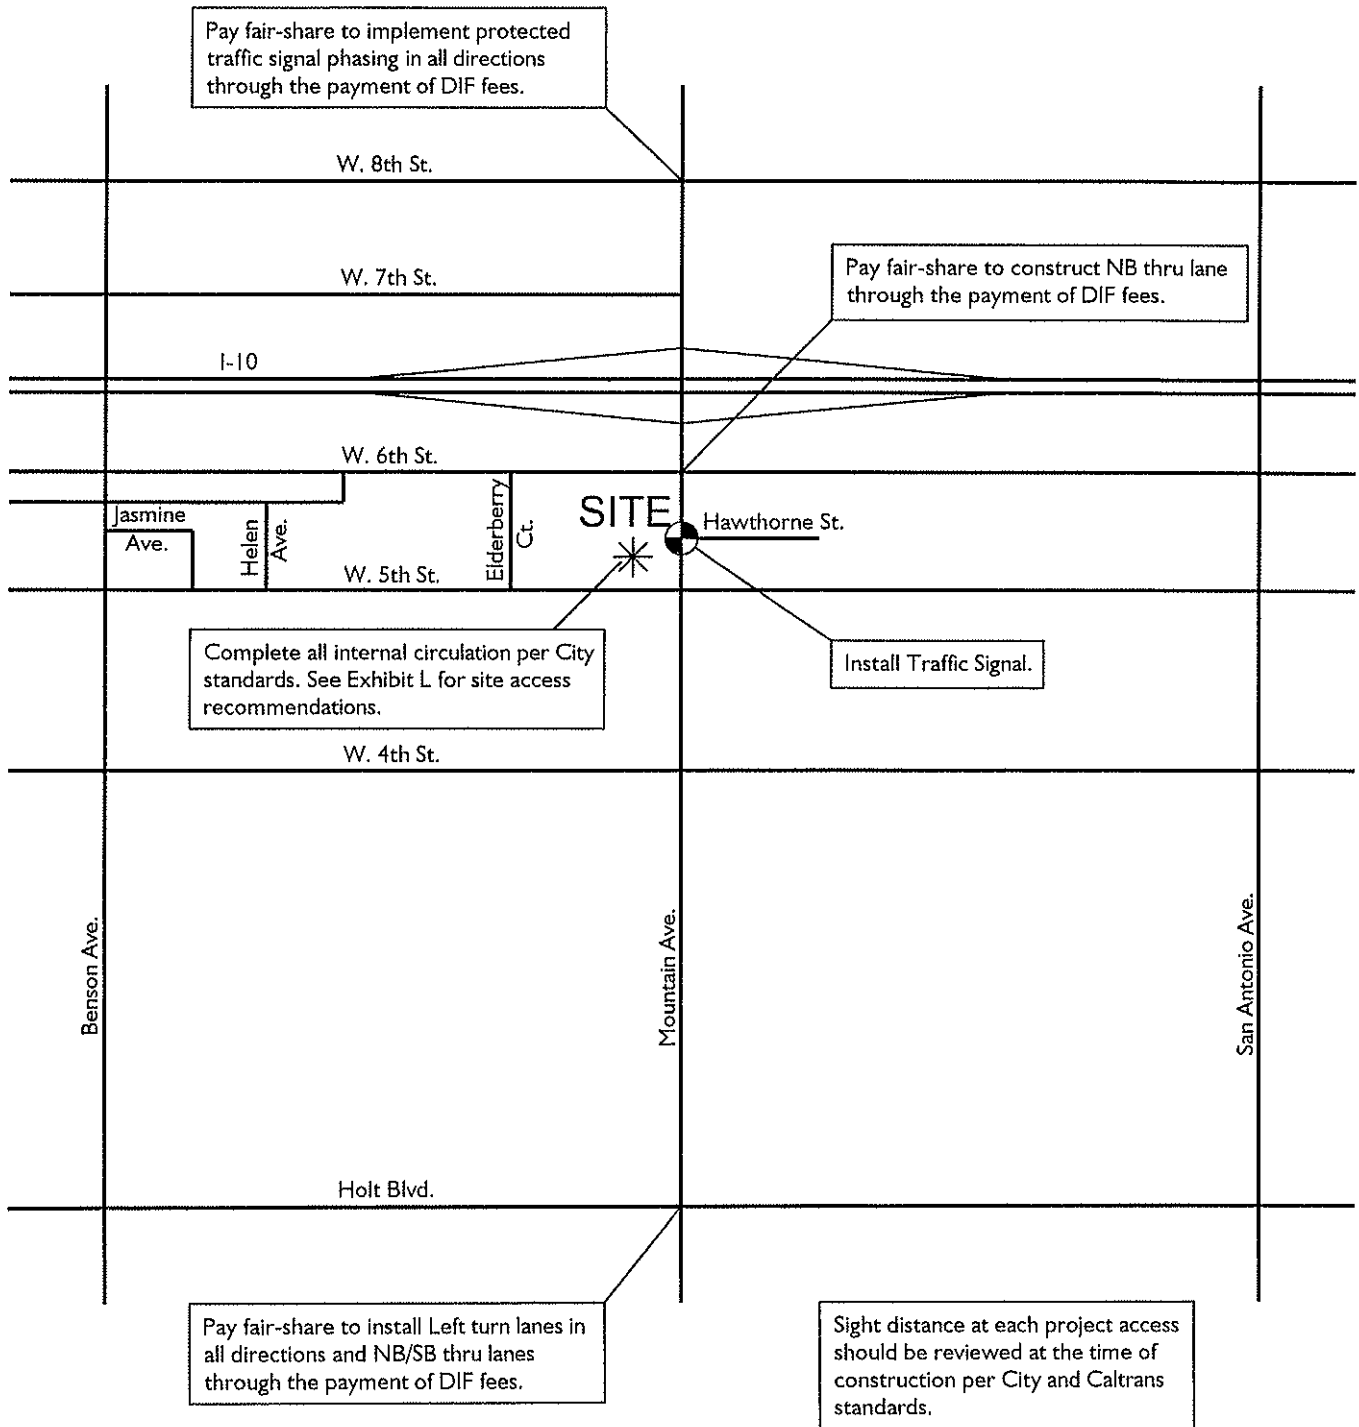 Pay fair-share to implement protected
traffic signal phasing in all directions
through the payment of DIF fees.
W. 8th St.
W. 7th St.
Pay fair-share to construct NB thru lane
through the payment of DIF fees.
I-10
W. 6th St.
Jasmine
Ave.
Helen
Ave.
Elderberry
Ct.
SITE
Hawthorne St.
W. 5th St.
Complete all internal circulation per City
standards. See Exhibit L for site access
recommendations.
Install Traffic Signal.
W. 4th St.
Benson Ave.
Mountain Ave.
San Antonio Ave.
Holt Blvd.
Pay fair-share to install Left turn lanes in
all directions and NB/SB thru lanes
through the payment of DIF fees.
Sight distance at each project access
should be reviewed at the time of
construction per City and Caltrans
standards.